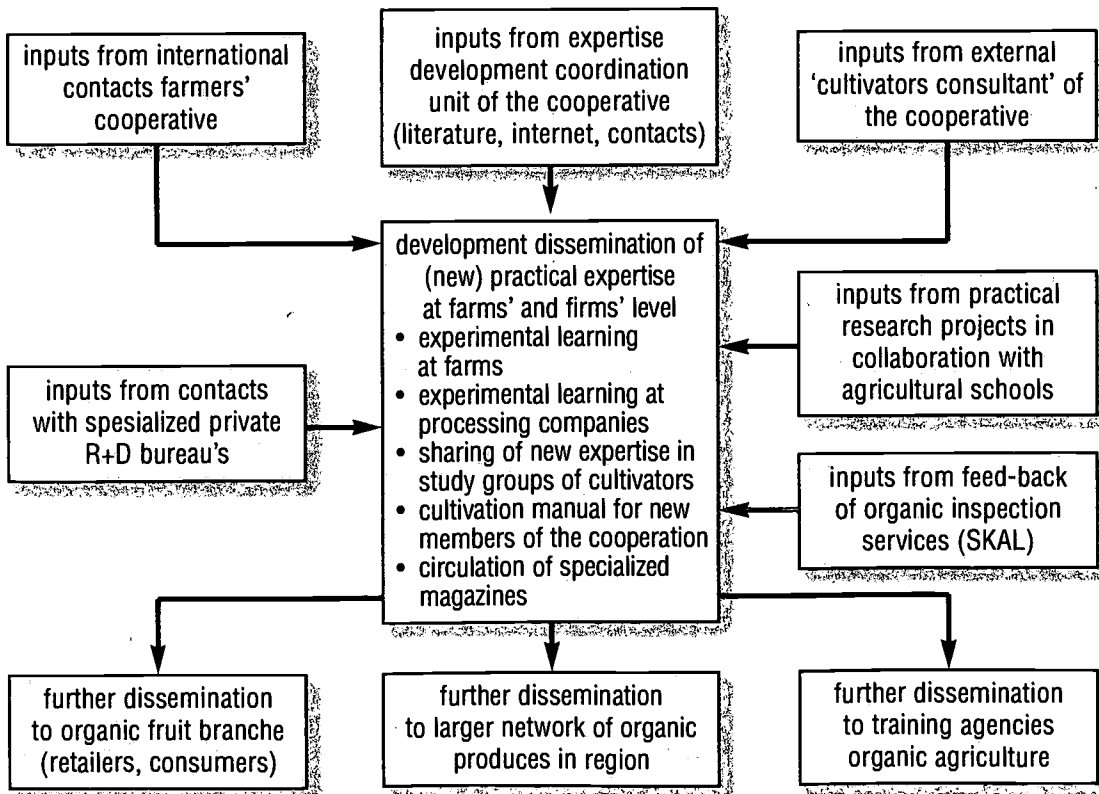 inputs from international
contacts farmers'
cooperative
inputs from expertise
development coordination
unit of the cooperative
(literature, internet, contacts)
inputs from external
‘cultivators consultant’ of
the cooperative
development dissemination of
(new) practical expertise
at farms' and firms' level
• experimental learning
at farms
• experimental learning at
processing companies
• sharing of new expertise in
study groups of cultivators
• cultivation manual for new
members of the cooperation
• circulation of specialized
magazines
inputs from contacts
with spesialized private
R+D bureau's
inputs from practical
research projects in
collaboration with
agricultural schools
inputs from feed-back
of organic inspection
services (SKAL)
further dissemination
to organic fruit branche
(retailers, consumers)
further dissemination
to larger network of organic
produces in region
further dissemination
to training agencies
organic agriculture